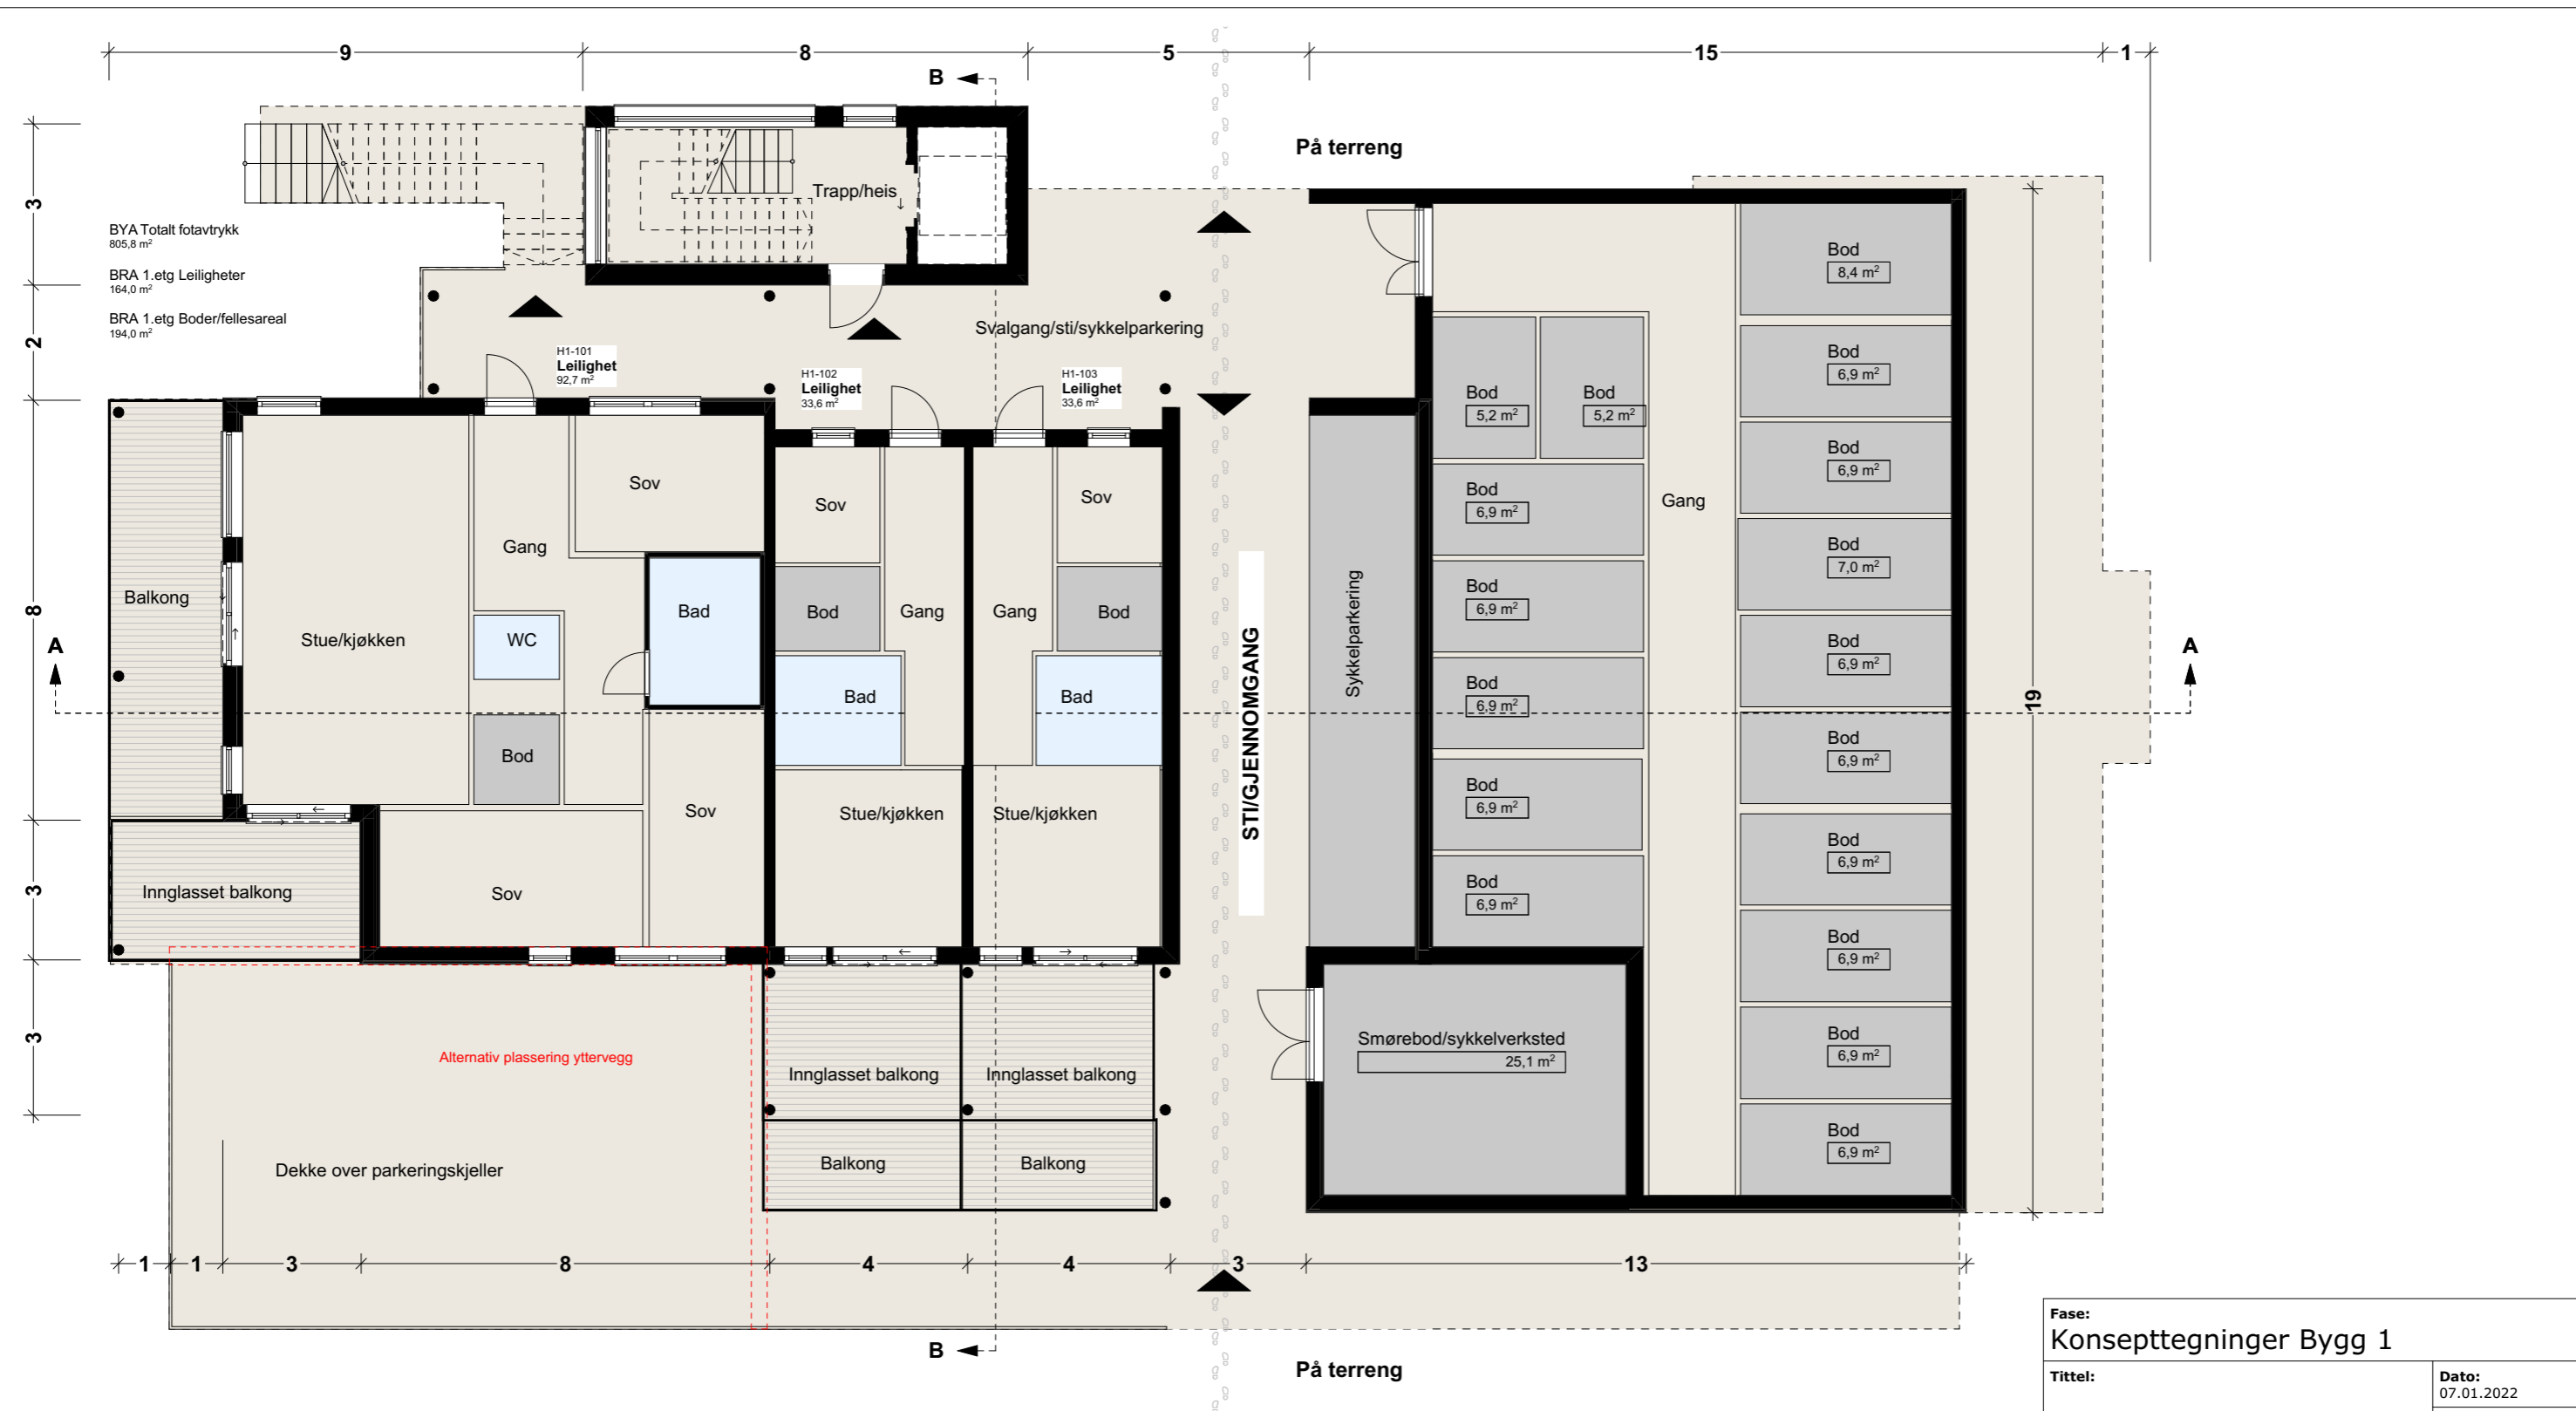 9
8
5
15
1
B
På terreng
3
Trapp/heis
BYA Totalt fotavtrykk
805,8 m²
BRA 1.etg Leiligheter
164,0 m²
BRA 1.etg Boder/fellesareal
194,0 m²
2
Svalgang/sti/sykkelparkering
H1-101
Leilighet
92,7 m²
H1-102
Leilighet
33,6 m²
H1-103
Leilighet
33,6 m²
Bod
8,4 m²
Bod
6,9 m²
Bod
5,2 m²
Bod
5,2 m²
Bod
6,9 m²
Sov
Sov
Sov
Bod
6,9 m²
Gang
Gang
Bod
7,0 m²
8
Balkong
Stue/kjøkken
WC
Bad
Bod
Gang
Gang
Bod
Sykkelparkering
Bod
6,9 m²
Bod
6,9 m²
A
A
Bad
Bad
STI/GJENNOMGANG
Bod
6,9 m²
19
Bod
6,9 m²
Bod
Sov
Stue/kjøkken
Stue/kjøkken
Bod
6,9 m²
Bod
6,9 m²
3
Innglasset balkong
Sov
Bod
6,9 m²
Bod
6,9 m²
3
Alternativ plassering yttervegg
Innglasset balkong
Innglasset balkong
Smørebod/sykkelverksted
25,1 m²
Bod
6,9 m²
Dekke over parkeringskjeller
Balkong
Balkong
Bod
6,9 m²
1
1
3
8
4
4
3
13
B
På terreng
Fase:
Konsepttegninger Bygg 1
Tittel:
Dato:
07.01.2022